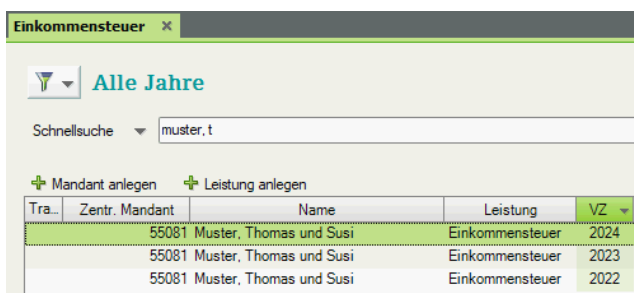 Einkommensteuer ×
Alle Jahre
Schnellsuche muster, t
Mandant anlegen Leistung anlegen
Tra... Zentr. Mandant Name Leistung VZ
55081 Muster, Thomas und Susi Einkommensteuer 2024
55081 Muster, Thomas und Susi Einkommensteuer 2023
55081 Muster, Thomas und Susi Einkommensteuer 2022